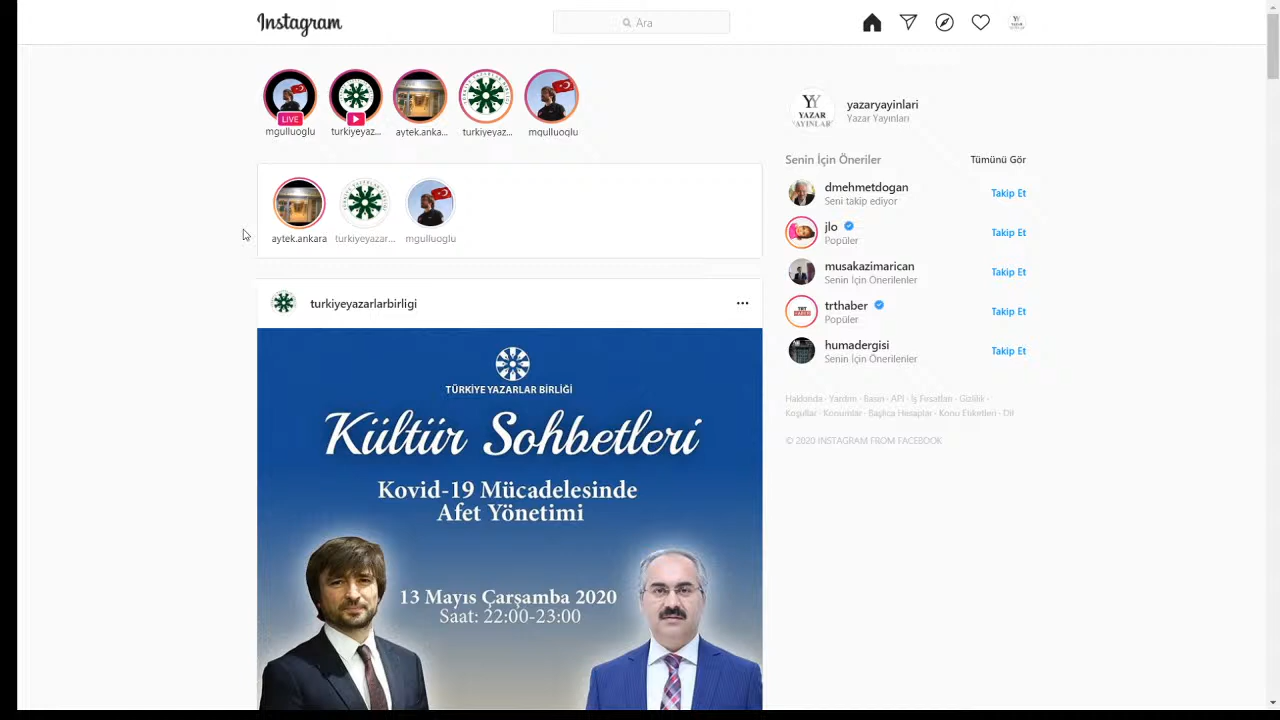 Instagram
Ara
LIVE
mgulluoglu
turkiyeyaz...
aytek.anka...
turkiyeyaz...
mgulluoglu
aytek.ankara
turkiyeyazar...
mgulluoglu
turkiyeyazarlarbirligi
TÜRKİYE YAZARLAR BİRLİĞİ
Kültür Sohbetleri
Kovid-19 Mücadelesinde
Afet Yönetimi
13 Mayıs Çarşamba 2020
Saat: 22:00-23:00
YY
YAZAR
YAYINLARI
yazaryayinlari
Yazar Yayınları
Senin İçin Öneriler
Tümünü Gör
dmehmetdogan
Seni takip ediyor
Takip Et
jlo
Popüler
Takip Et
musakazimarican
Senin İçin Önerilenler
Takip Et
trthaber
Popüler
Takip Et
humadergisi
Senin İçin Önerilenler
Takip Et
Hakkında · Yardım · Basın · API · İş Fırsatları · Gizlilik ·
Koşullar · Konumlar · Başlıca Hesaplar · Konu Etiketleri · Dil
© 2020 INSTAGRAM FROM FACEBOOK